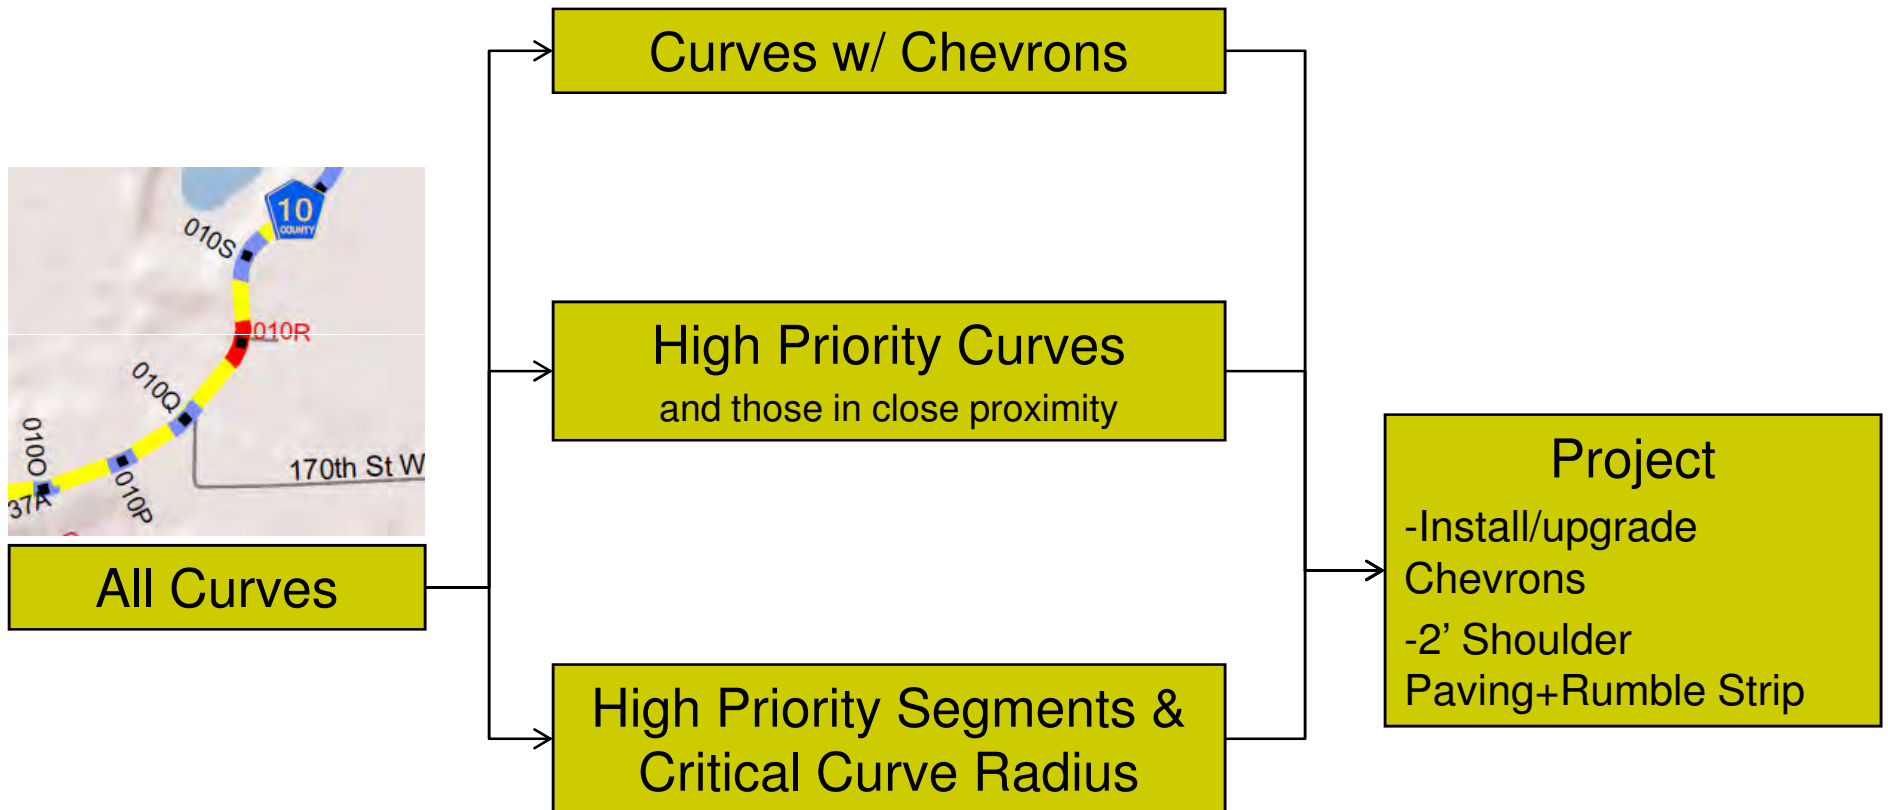 Curves w/ Chevrons
10
COUNTY
010S
010R
010Q
010O
010P
37A
170th St W
All Curves
High Priority Curves
and those in close proximity
High Priority Segments &
Critical Curve Radius
Project
-Install/upgrade
Chevrons
-2’ Shoulder
Paving+Rumble Strip